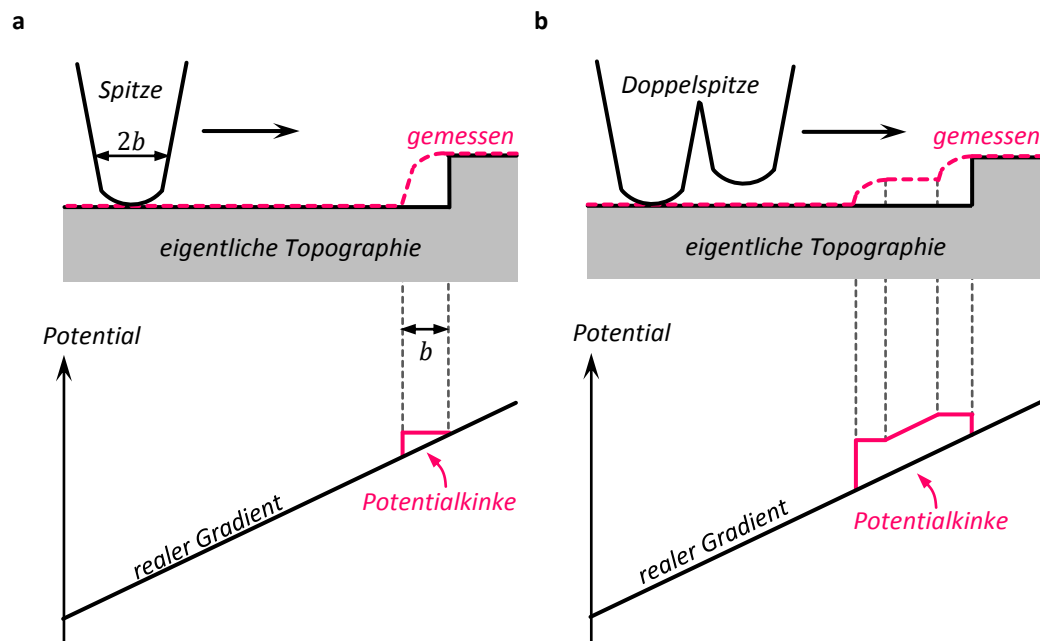 a
Spitze
2b
gemessen
eigentliche Topographie
Potential
b
realer Gradient
Potentialkinke
b
Doppelspitze
gemessen
eigentliche Topographie
Potential
realer Gradient
Potentialkinke